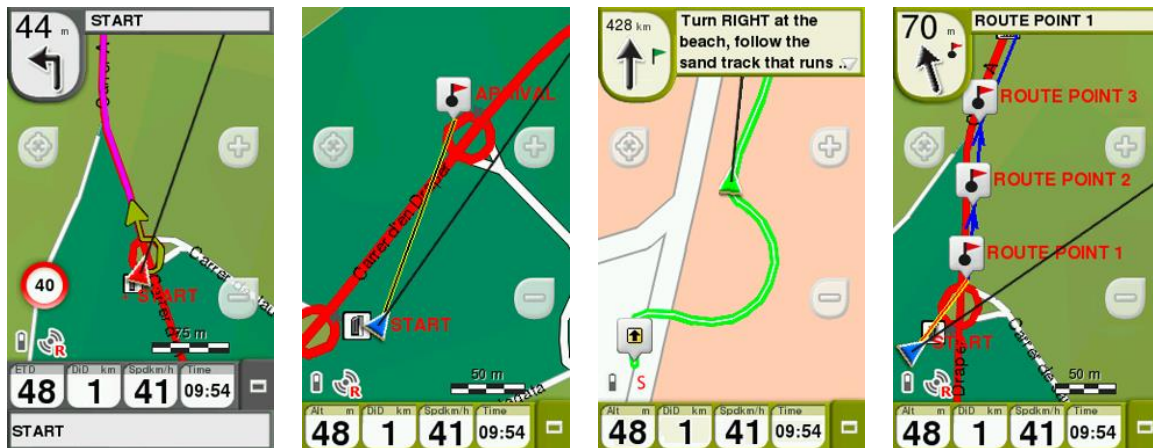 44 m
START
40
START
75 m
R
ETD
DiD km
Spdkm/h
Time
48
1
41
09:54
START
ARRIVAL
Carrer d'en Draper
START
50 m
R
Alt m
DiD km
Spdkm/h
Time
48
1
41
09:54
428 km
Turn RIGHT at the
beach, follow the
sand track that runs ..
S
Alt m
DiD km
Spdkm/h
Time
48
1
41
09:54
70 m
ROUTE POINT 1
ROUTE POINT 3
ROUTE POINT 2
ROUTE POINT 1
START
50 m
R
Alt m
DiD km
Spdkm/h
Time
48
1
41
09:54